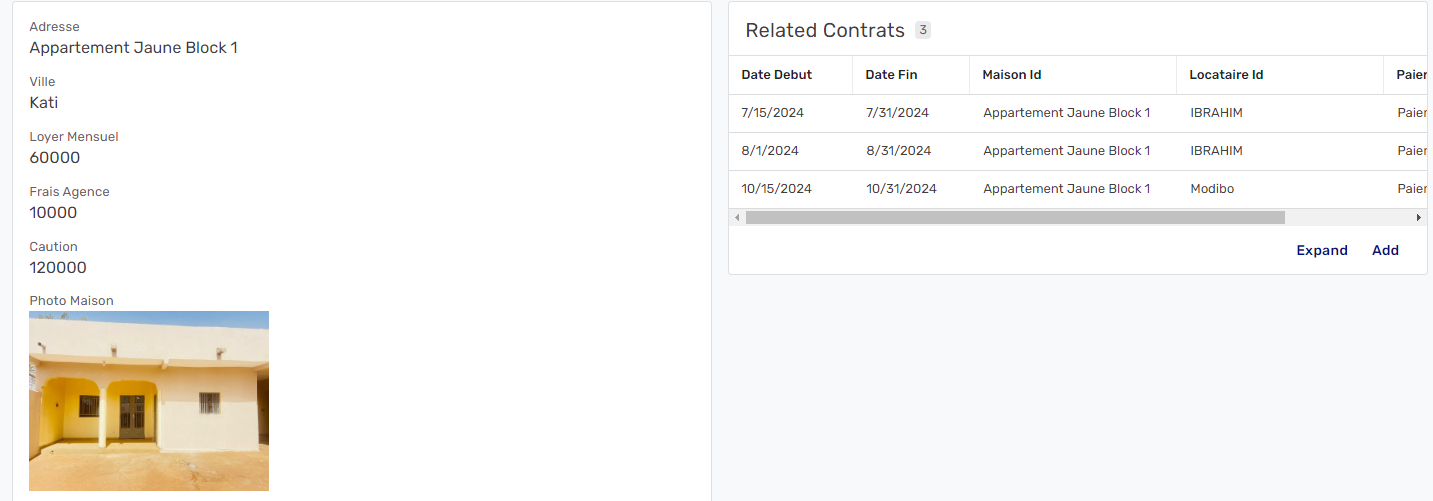 Adresse
Appartement Jaune Block 1
Ville
Kati
Loyer Mensuel
60000
Frais Agence
10000
Caution
120000
Photo Maison
Related Contrats 3
Date Debut Date Fin Maison Id Locataire Id Paier
7/15/2024 7/31/2024 Appartement Jaune Block 1 IBRAHIM Paier
8/1/2024 8/31/2024 Appartement Jaune Block 1 IBRAHIM Paier
10/15/2024 10/31/2024 Appartement Jaune Block 1 Modibo Paier
Expand Add